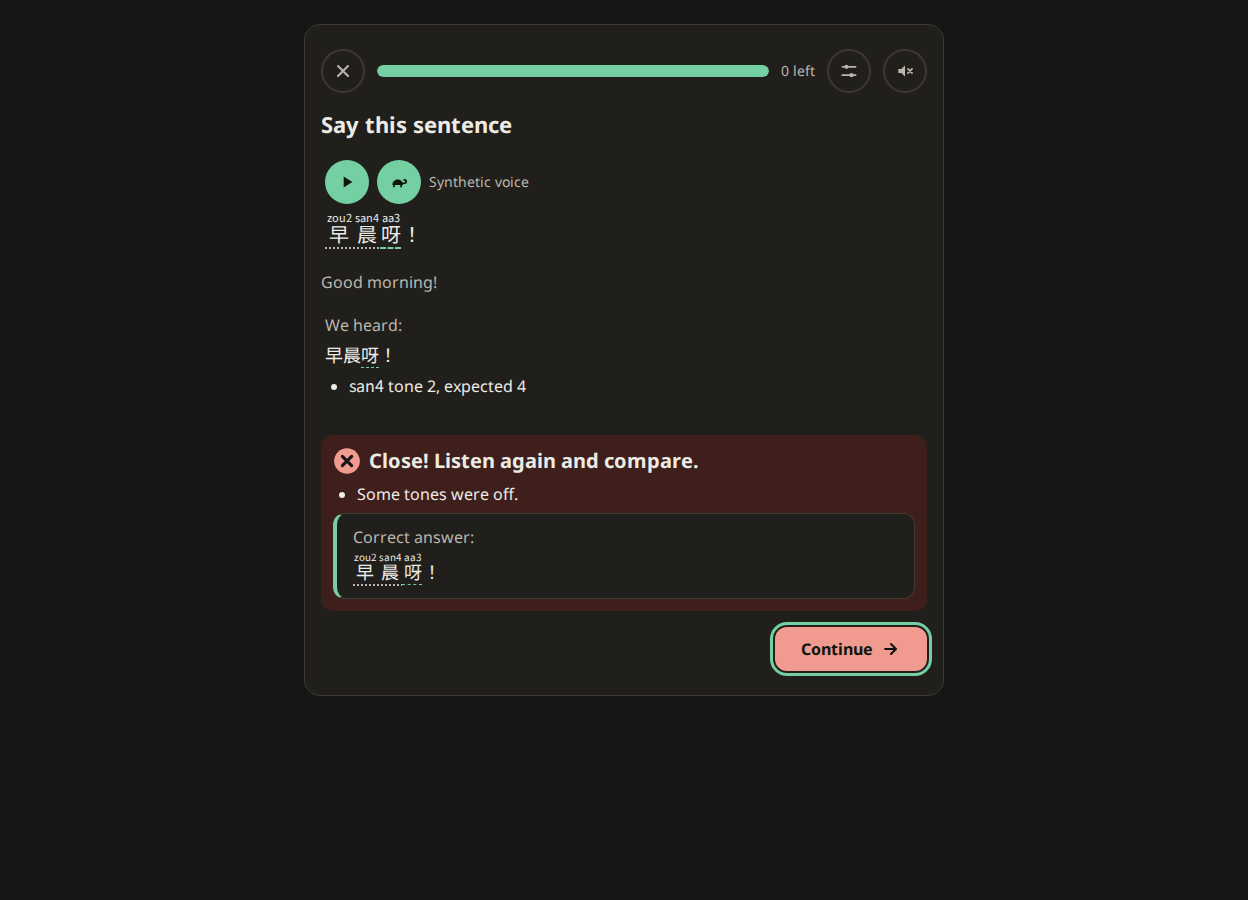 0 left
Say this sentence
Synthetic voice
zou2 san4 aa3
早晨呀！
Good morning!
We heard:
早晨呀！
san4 tone 2, expected 4
Close! Listen again and compare.
Some tones were off.
Correct answer:
zou2 san4 aa3
早晨呀！
Continue